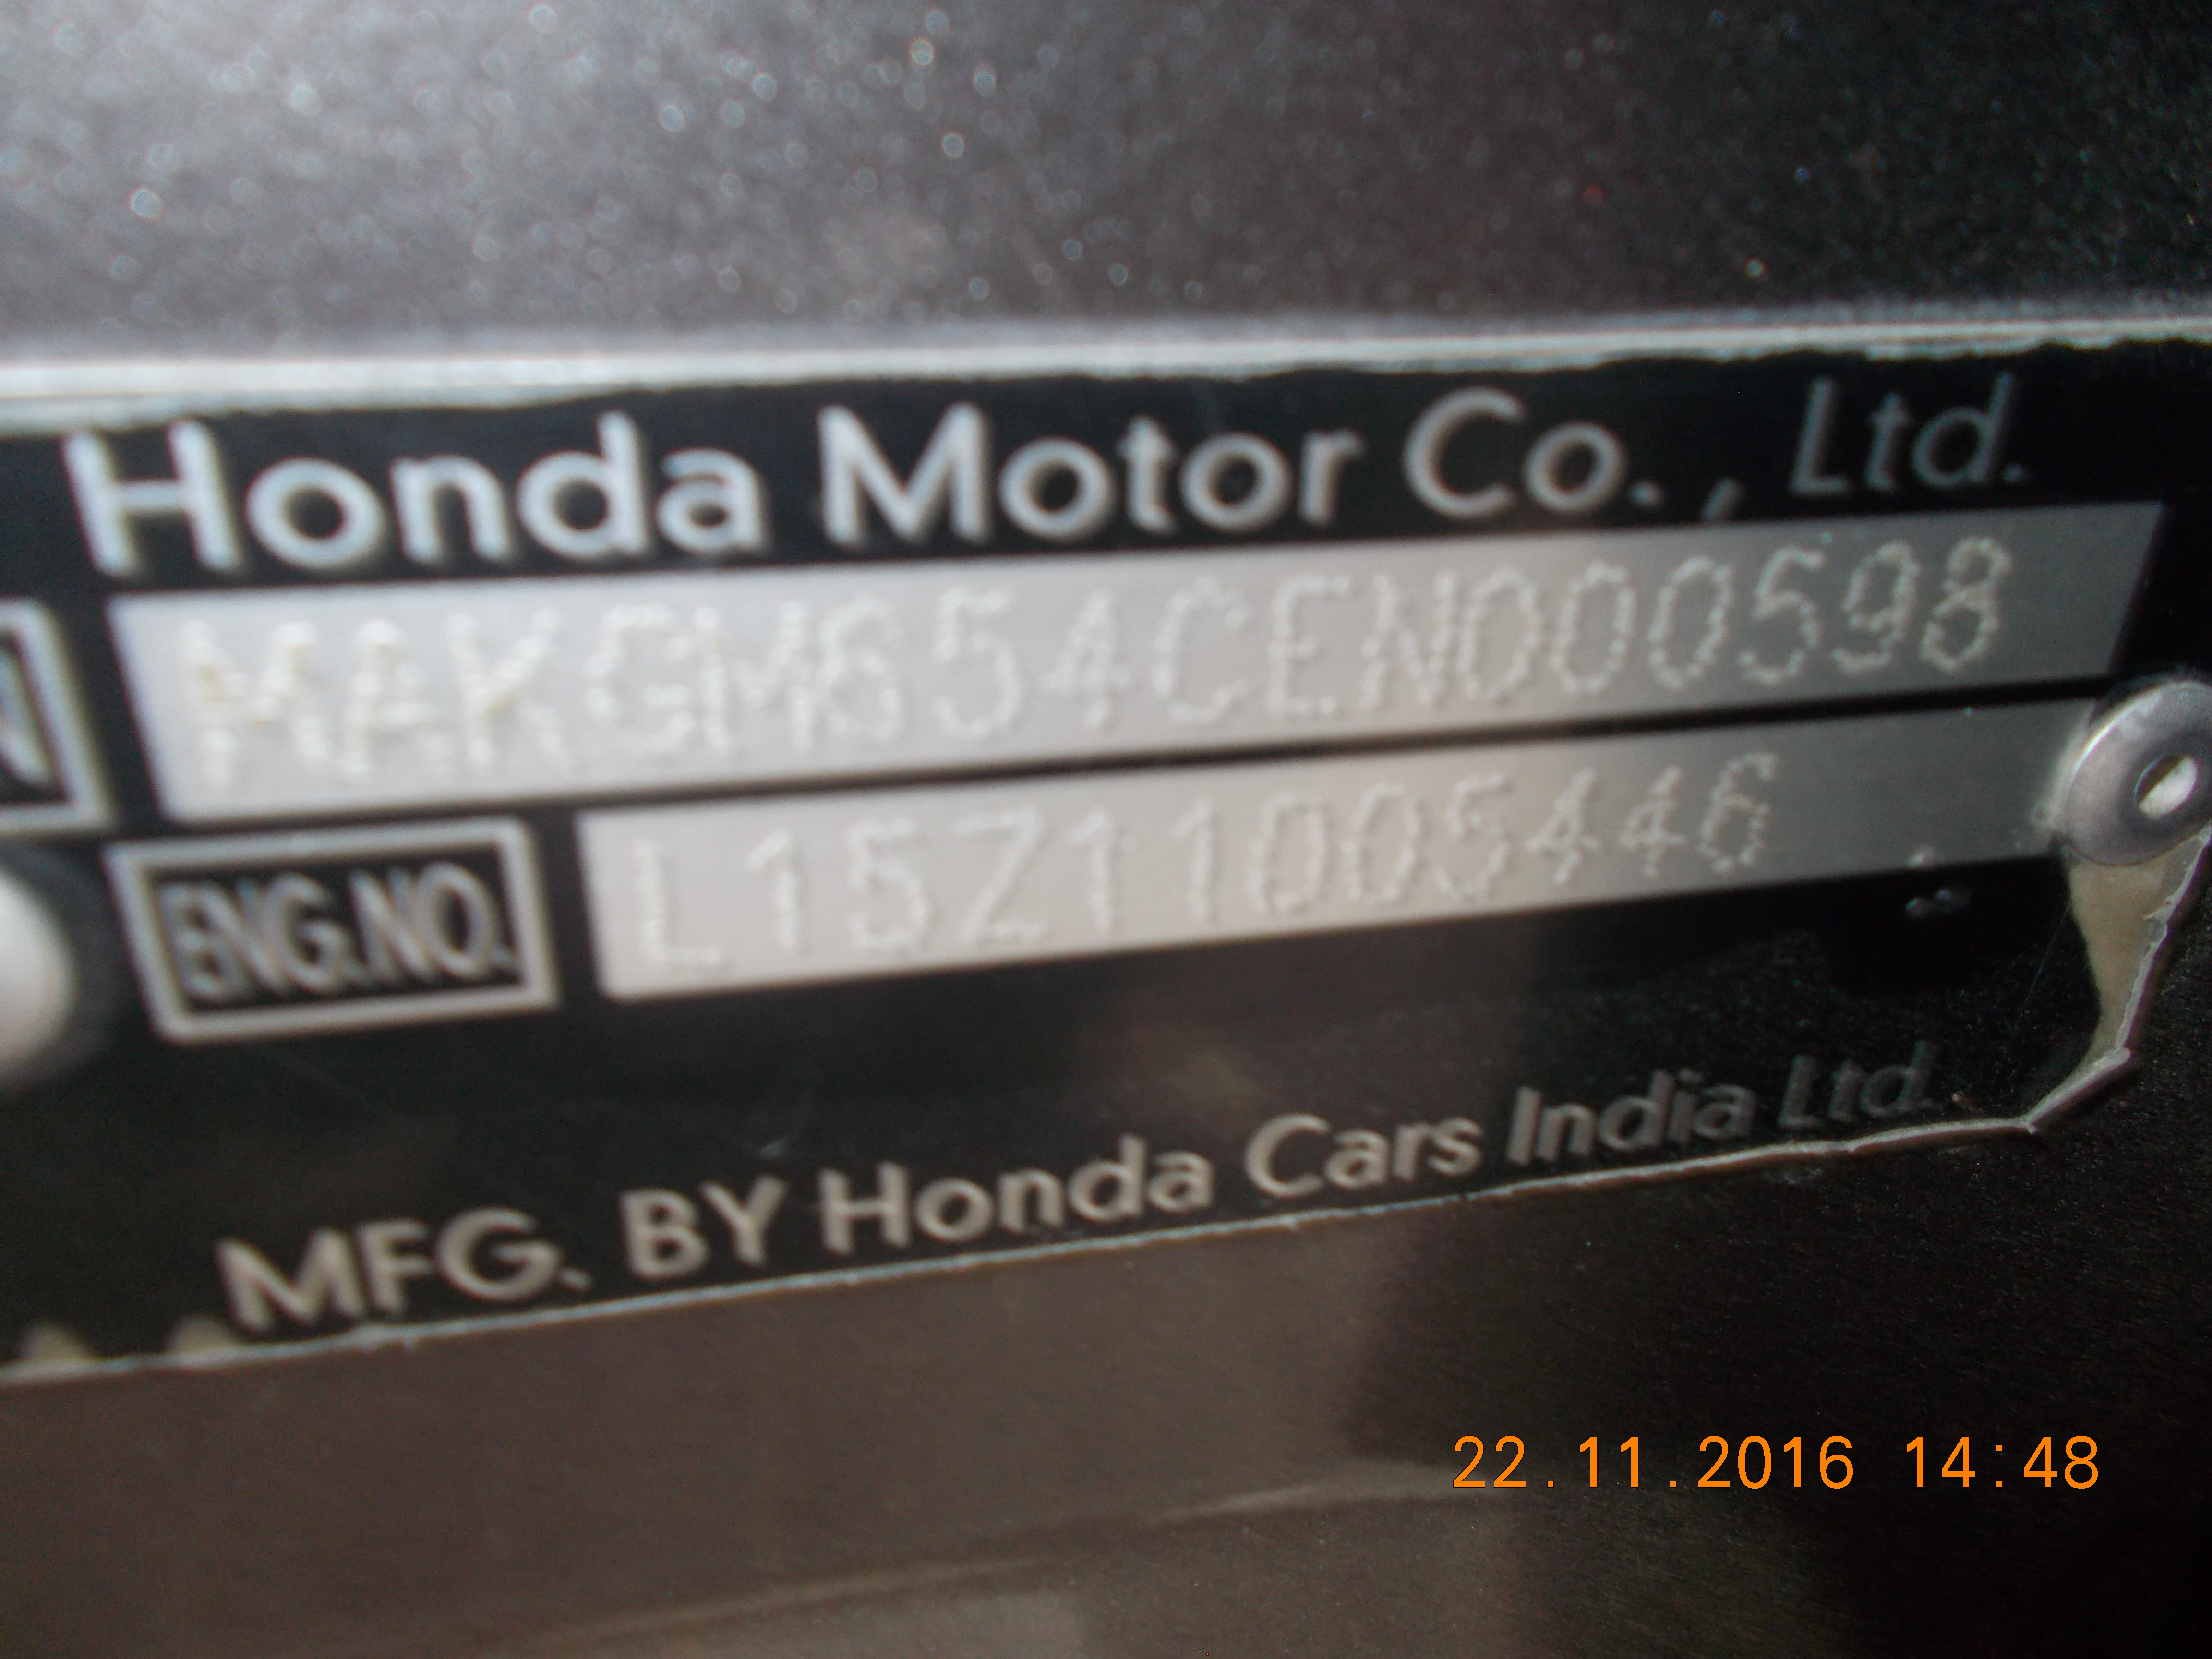 Honda Motor Co., Ltd.
N MAKGM654CEN000598
ENG.NO. L15Z11005446
MFG. BY Honda Cars India Ltd.
22.11.2016 14:48